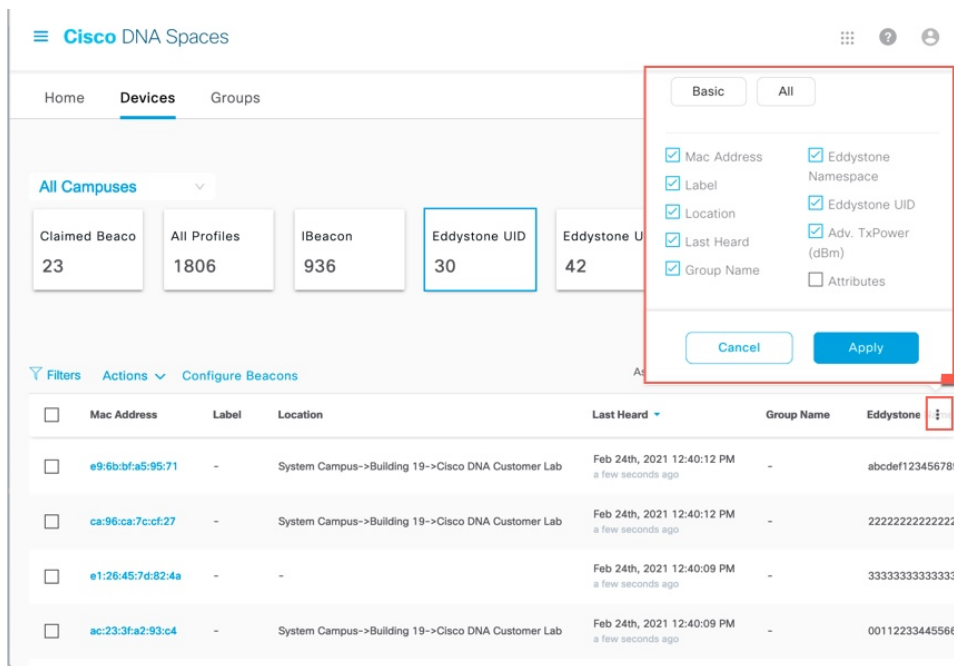 Cisco DNA Spaces
Home Devices Groups
Basic All
Mac Address
Label
Location
Last Heard
Group Name
Eddystone
Namespace
Eddystone UID
Adv. TxPower
(dBm)
Attributes
Cancel Apply
All Campuses
Claimed Beaco
23
All Profiles
1806
IBeacon
936
Eddystone UID
30
Eddystone U
42
Filters Actions Configure Beacons
As
Mac Address Label Location Last Heard Group Name Eddystone
e9:6b:bf:a5:95:71 - System Campus->Building 19->Cisco DNA Customer Lab Feb 24th, 2021 12:40:12 PM - abcdef12345678
a few seconds ago
ca:96:ca:7c:cf:27 - System Campus->Building 19->Cisco DNA Customer Lab Feb 24th, 2021 12:40:12 PM - 22222222222222
a few seconds ago
e1:26:45:7d:82:4a - - Feb 24th, 2021 12:40:09 PM - 33333333333333
a few seconds ago
ac:23:3f:a2:93:c4 - System Campus->Building 19->Cisco DNA Customer Lab Feb 24th, 2021 12:40:09 PM - 00112233445566
a few seconds ago